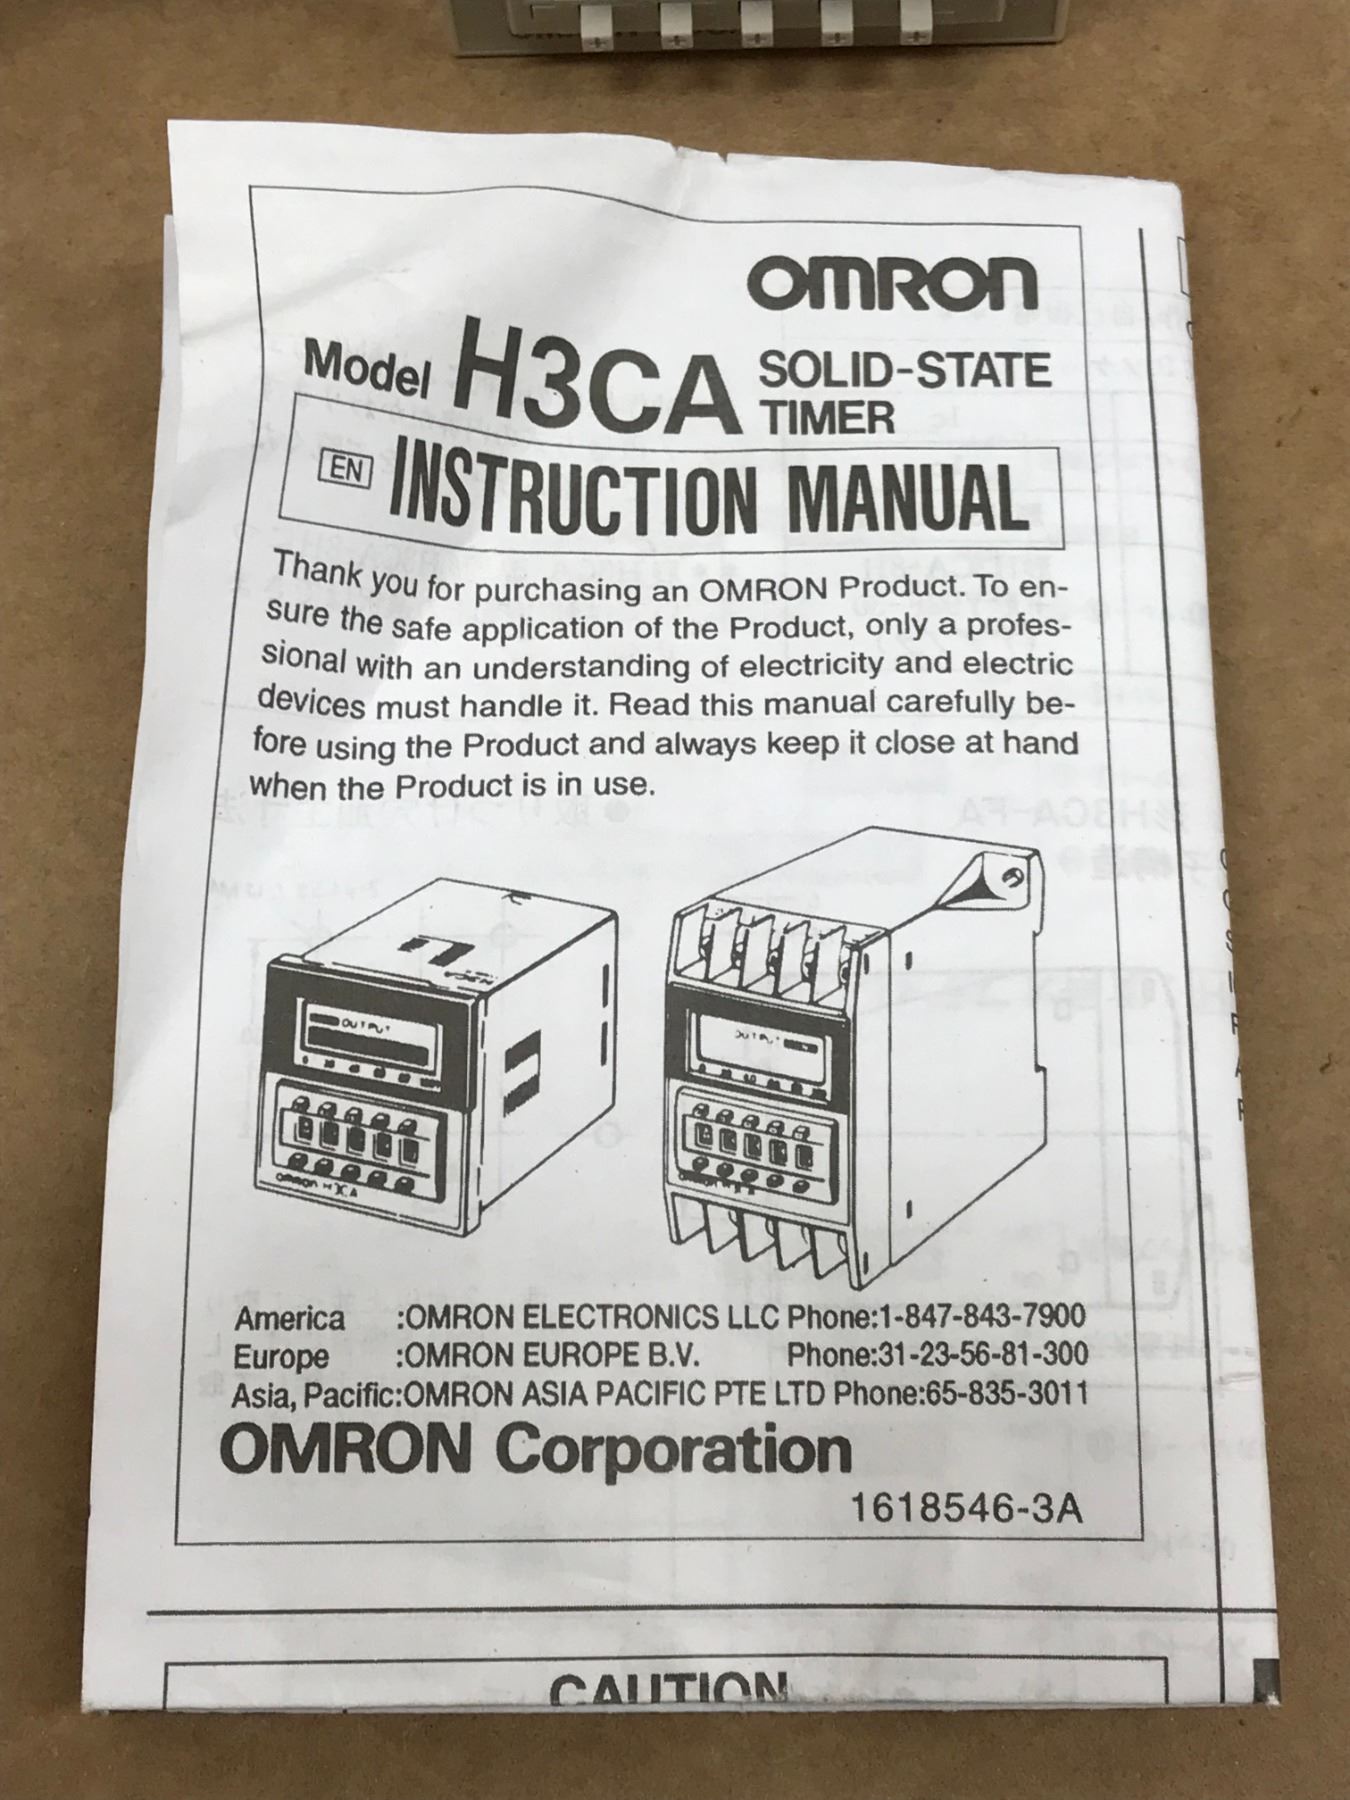 OMRON
Model H3CA SOLID-STATE
TIMER
EN INSTRUCTION MANUAL
Thank you for purchasing an OMRON Product. To en-
sure the safe application of the Product, only a profes-
sional with an understanding of electricity and electric
devices must handle it. Read this manual carefully be-
fore using the Product and always keep it close at hand
when the Product is in use.
OUTPUT
OUTPUT
OMRON H3CA
America :OMRON ELECTRONICS LLC Phone:1-847-843-7900
Europe :OMRON EUROPE B.V. Phone:31-23-56-81-300
Asia, Pacific:OMRON ASIA PACIFIC PTE LTD Phone:65-835-3011
OMRON Corporation
1618546-3A
CAUTION